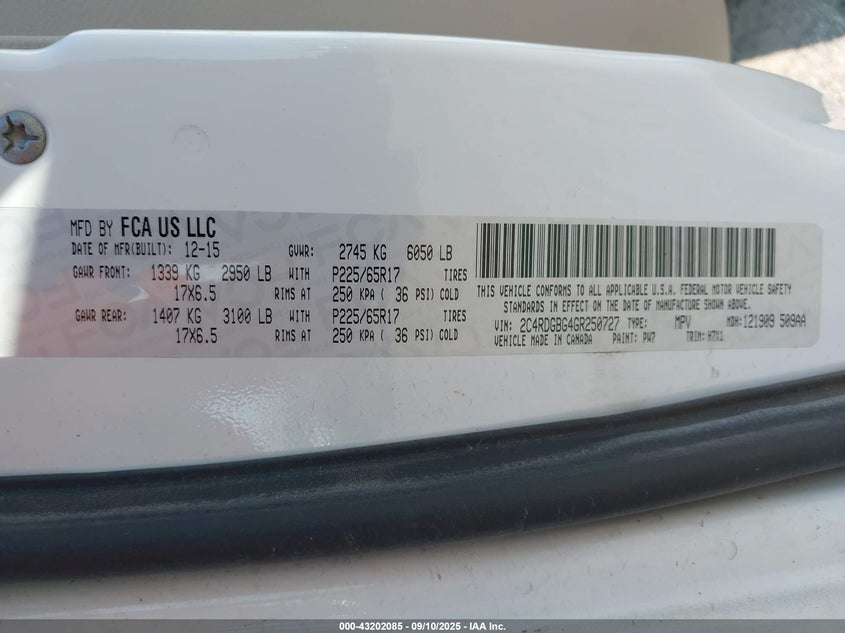 MFD BY FCA US LLC
DATE OF MFR(BUILT): 12-15 GVWR: 2745 KG 6050 LB
GAWR FRONT: 1339 KG 2950 LB WITH P225/65R17 TIRES
17X6.5 RIMS AT 250 KPA ( 36 PSI) COLD
GAWR REAR: 1407 KG 3100 LB WITH P225/65R17 TIRES
17X6.5 RIMS AT 250 KPA ( 36 PSI) COLD
THIS VEHICLE CONFORMS TO ALL APPLICABLE U.S.A. FEDERAL MOTOR VEHICLE SAFETY
STANDARDS IN EFFECT ON THE DATE OF MANUFACTURE SHOWN ABOVE.
VIN: 2C4RDGBG4GR250727 TYPE: MPV MDH: 121909 509AA
VEHICLE MADE IN CANADA PAINT: PW7 TRIM: H7X1
000-43202085 - 09/10/2025 - IAA Inc.